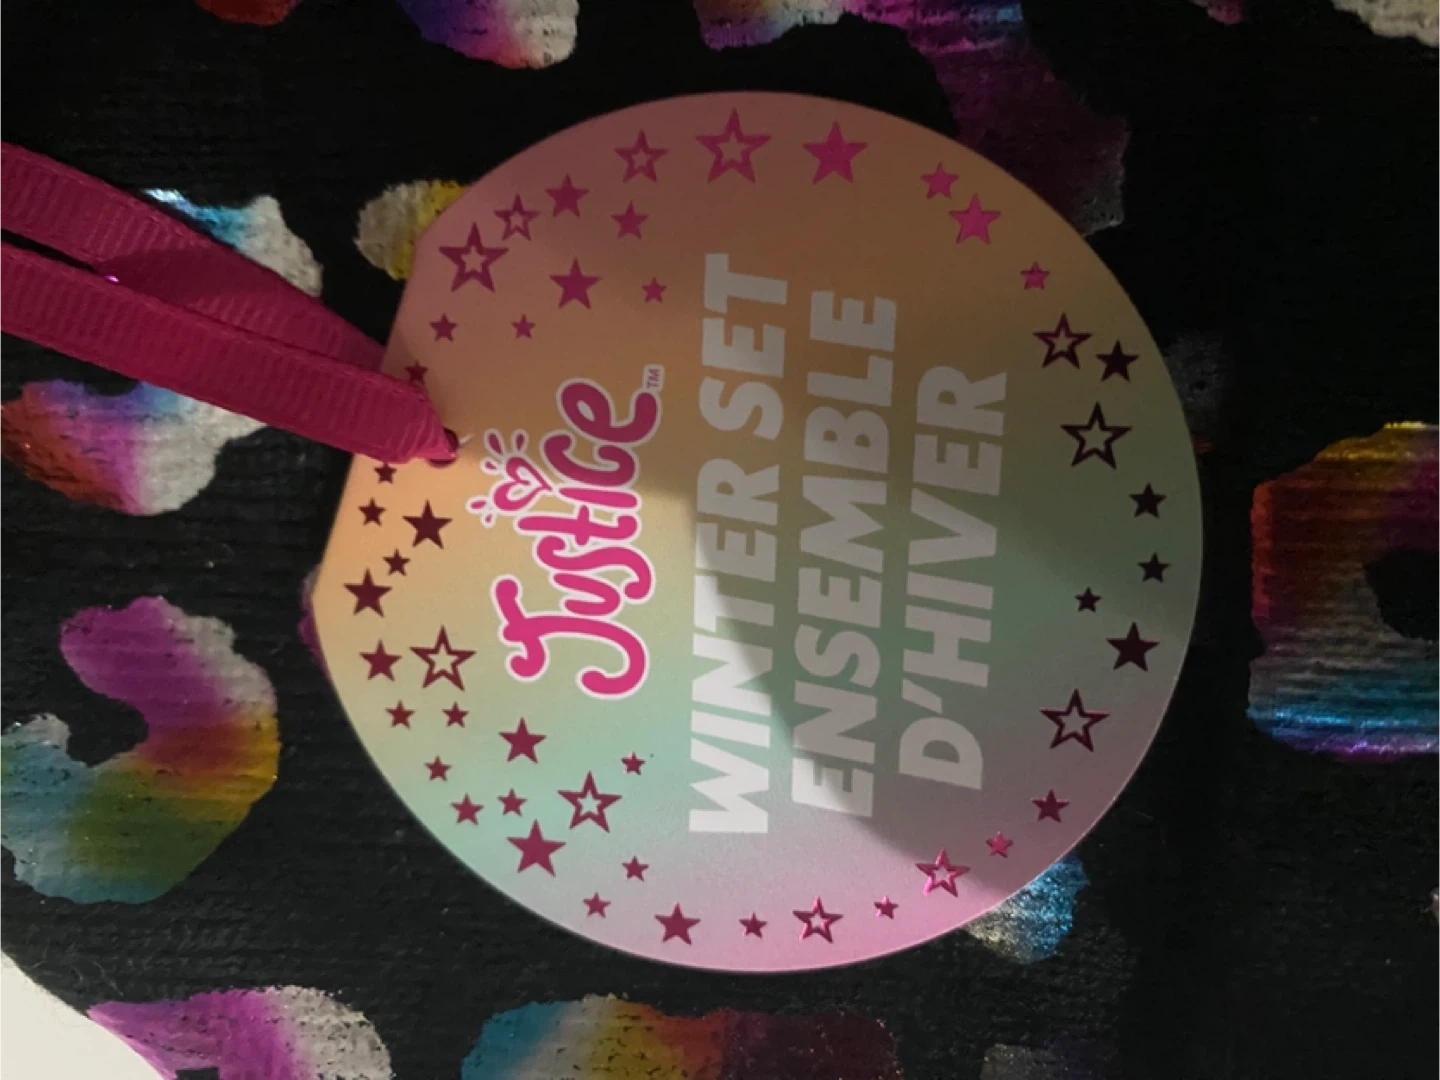 Justice™
WINTER SET
ENSEMBLE
D'HIVER